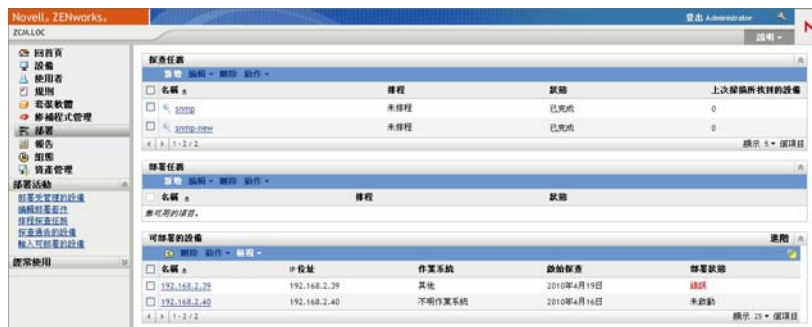 Novell® ZENworks®
登出 Administrator
ZCM.LOC
說明
回首頁
設備
使用者
規則
套裝軟體
修補程式管理
部署
報告
組態
資產管理
部署活動
部署受管理的設備
編輯部署套件
排程探查任務
探查通告的設備
輸入可部署的設備
經常使用
探查任務
新增 編輯 刪除 動作
名稱 排程 狀態 上次掃描所找到的設備
snmp 未排程 已完成 0
snmp-new 未排程 已完成 0
1 - 2 / 2 顯示 5 個項目
部署任務
新增 編輯 刪除 動作
名稱 排程 狀態
無可用的項目。
可部署的設備 進階
刪除 動作 檢視
名稱 IP 位址 作業系統 啟始探查 部署狀態
192.168.2.39 192.168.2.39 其他 2010年4月19日 錯誤
192.168.2.40 192.168.2.40 不明作業系統 2010年4月16日 未啟動
1 - 2 / 2 顯示 25 個項目